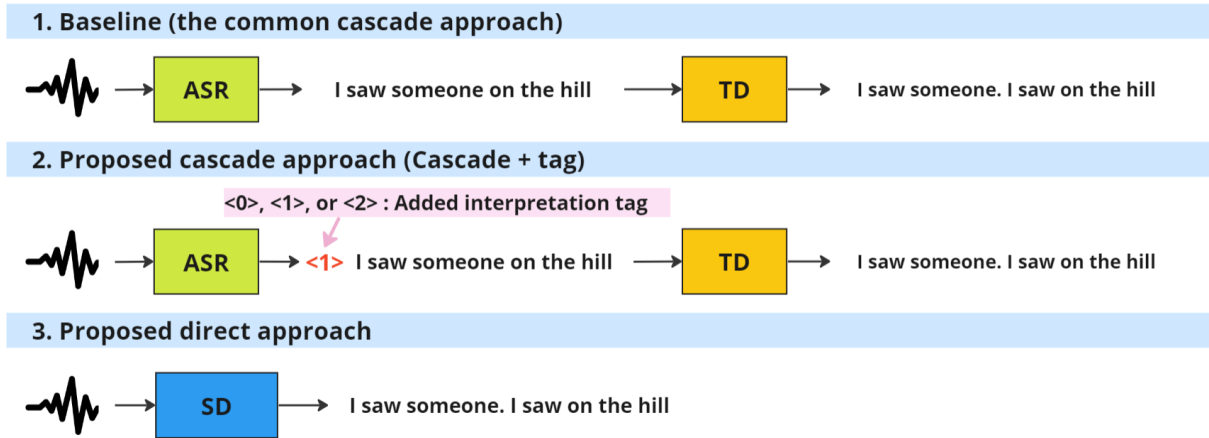 1. Baseline (the common cascade approach)
ASR I saw someone on the hill TD I saw someone. I saw on the hill
2. Proposed cascade approach (Cascade + tag)
<0>, <1>, or <2> : Added interpretation tag
ASR <1> I saw someone on the hill TD I saw someone. I saw on the hill
3. Proposed direct approach
SD I saw someone. I saw on the hill